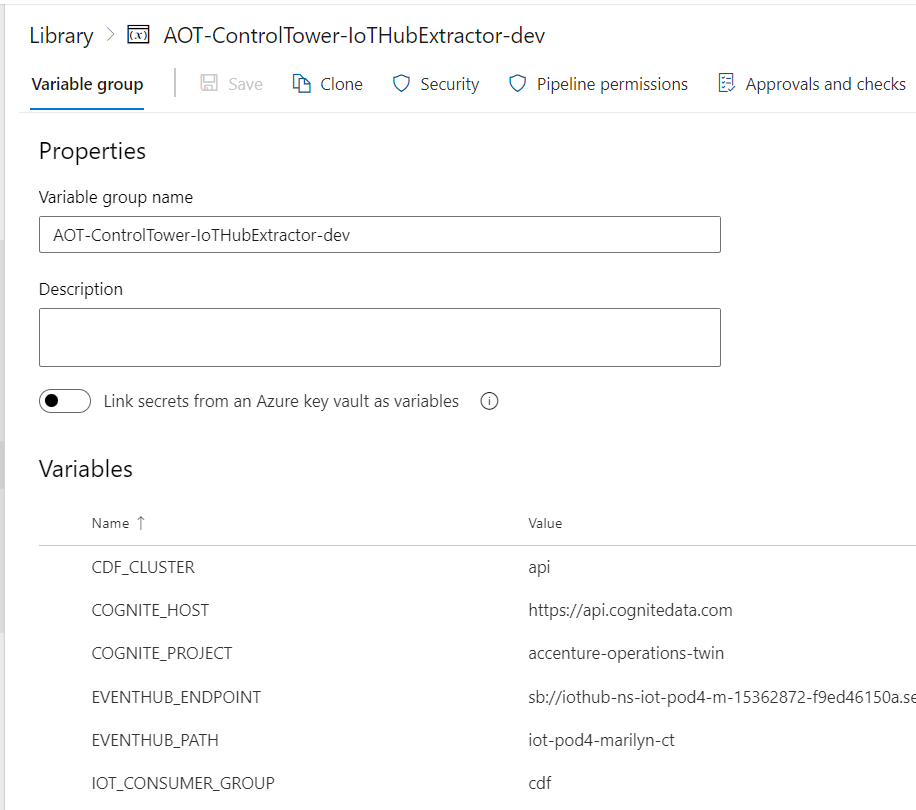 Library > (x) AOT-ControlTower-IoTHubExtractor-dev
Variable group Save Clone Security Pipeline permissions Approvals and checks
Properties
Variable group name
AOT-ControlTower-IoTHubExtractor-dev
Description
Link secrets from an Azure key vault as variables
Variables
Name ↑ Value
CDF_CLUSTER api
COGNITE_HOST https://api.cognitedata.com
COGNITE_PROJECT accenture-operations-twin
EVENTHUB_ENDPOINT sb://iothub-ns-iot-pod4-m-15362872-f9ed46150a.se
EVENTHUB_PATH iot-pod4-marilyn-ct
IOT_CONSUMER_GROUP cdf